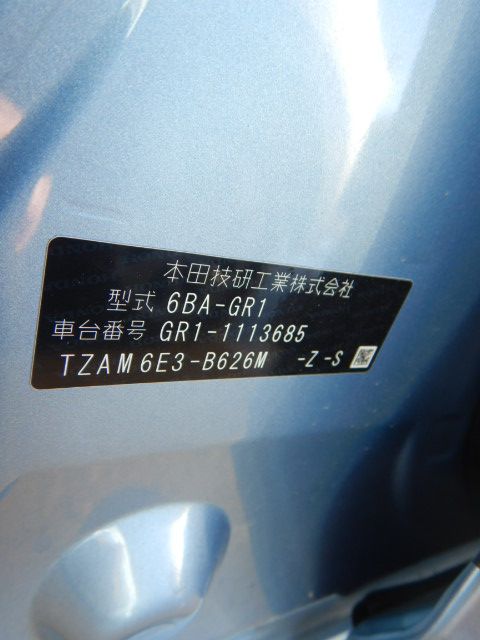 本田技研工業株式会社
型式 6BA-GR1
車台番号 GR1-1113685
TZAM6E3-B626M -Z-S